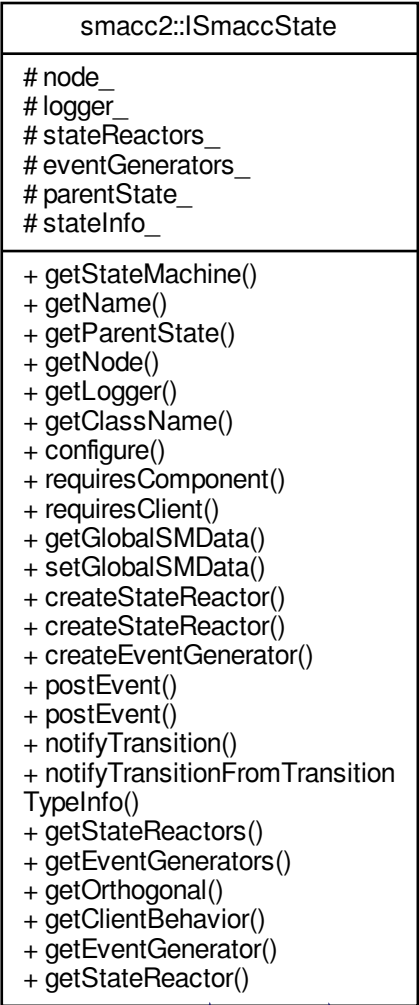 smacc2::ISmaccState
# node_
# logger_
# stateReactors_
# eventGenerators_
# parentState_
# stateInfo_
+ getStateMachine()
+ getName()
+ getParentState()
+ getNode()
+ getLogger()
+ getClassName()
+ configure()
+ requiresComponent()
+ requiresClient()
+ getGlobalSMData()
+ setGlobalSMData()
+ createStateReactor()
+ createStateReactor()
+ createEventGenerator()
+ postEvent()
+ postEvent()
+ notifyTransition()
+ notifyTransitionFromTransition
TypeInfo()
+ getStateReactors()
+ getEventGenerators()
+ getOrthogonal()
+ getClientBehavior()
+ getEventGenerator()
+ getStateReactor()